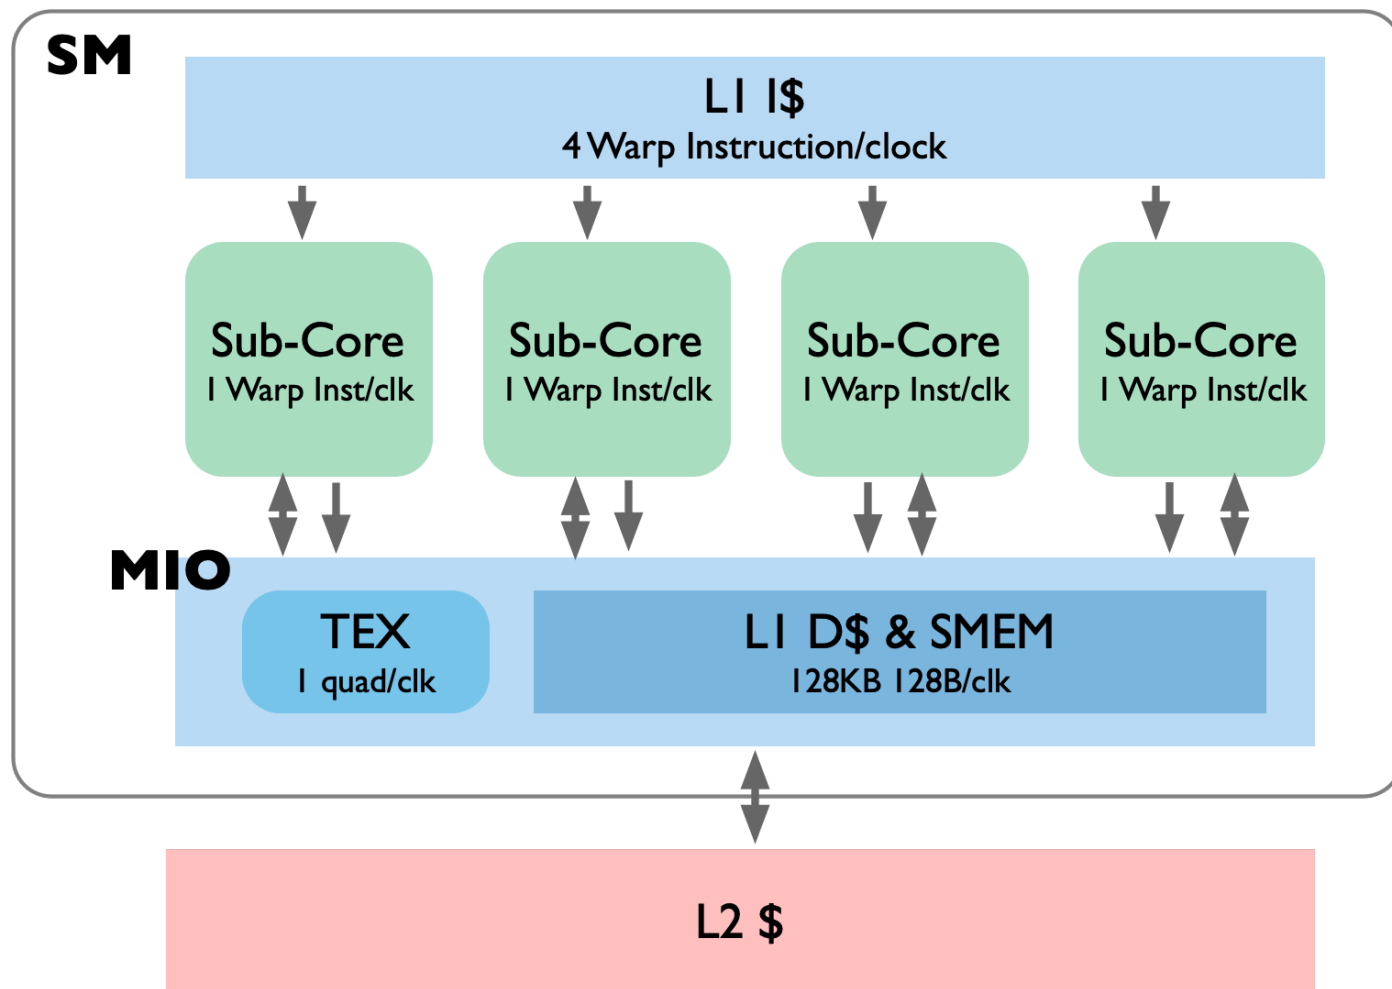 SM
L1 I$
4 Warp Instruction/clock
Sub-Core
1 Warp Inst/clk
Sub-Core
1 Warp Inst/clk
Sub-Core
1 Warp Inst/clk
Sub-Core
1 Warp Inst/clk
MIO
TEX
1 quad/clk
L1 D$ & SMEM
128KB 128B/clk
L2 $